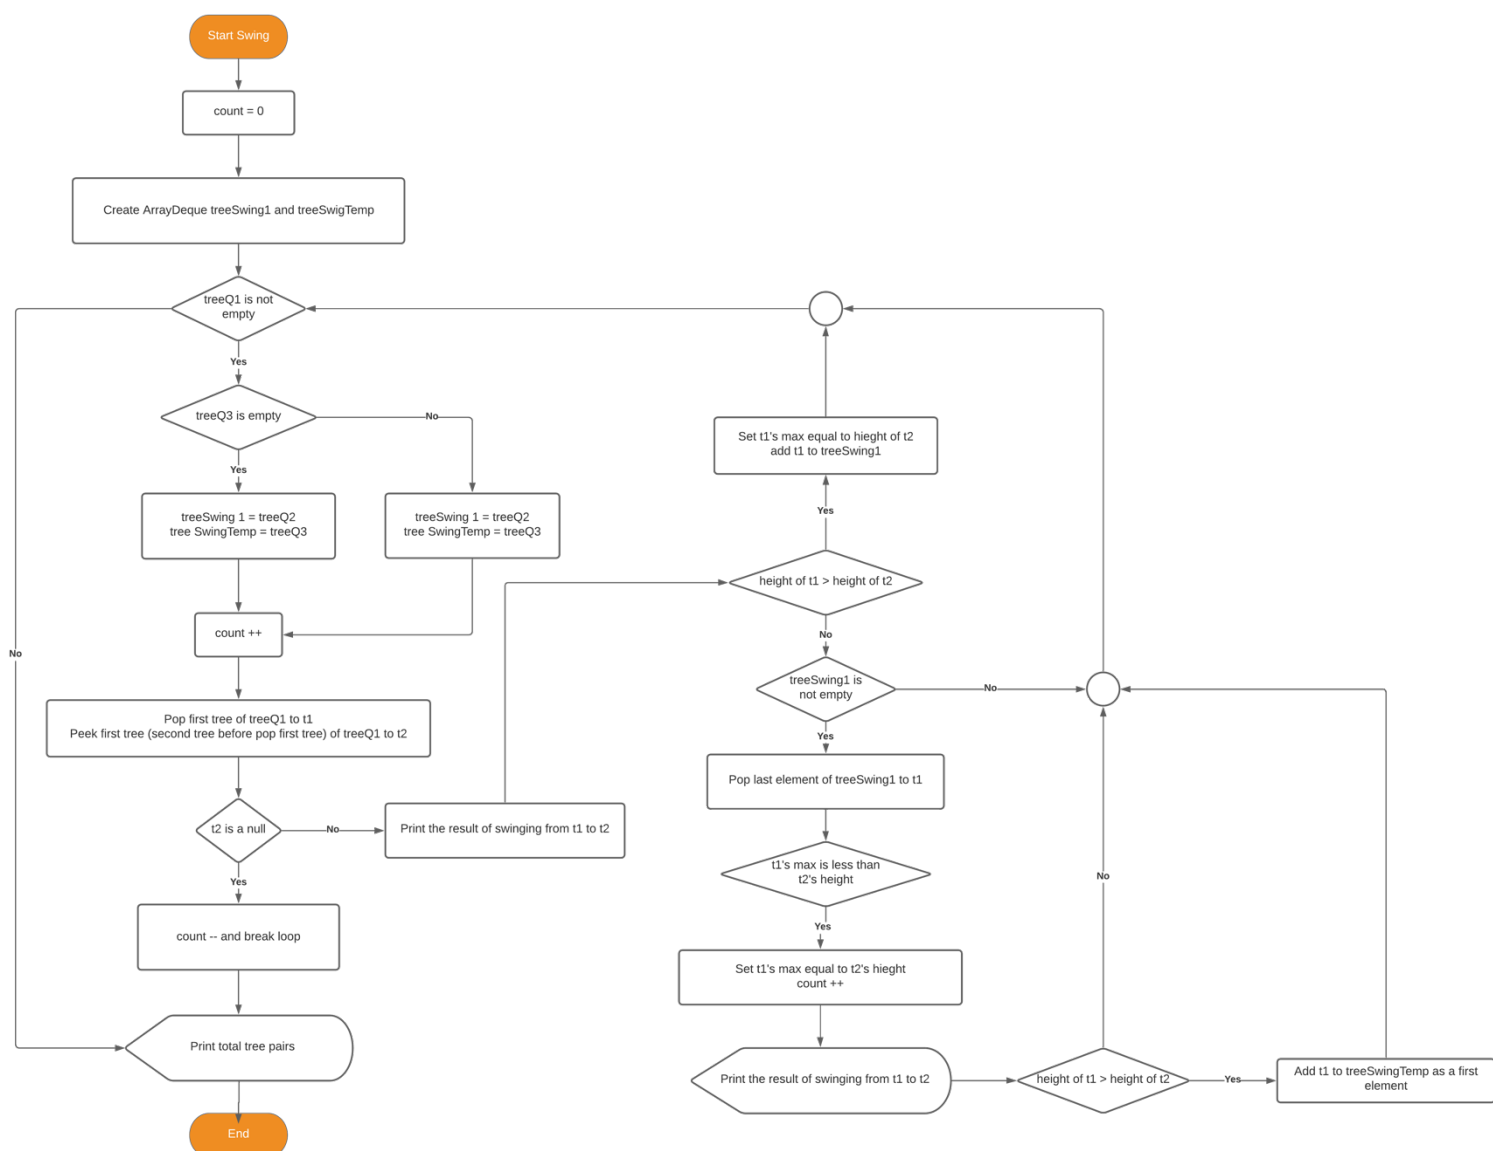 Start Swing
count = 0
Create ArrayDeque treeSwing1 and treeSwigTemp
treeQ1 is not
empty
Yes
treeQ3 is empty
No
Yes
treeSwing 1 = treeQ2
tree SwingTemp = treeQ3
treeSwing 1 = treeQ2
tree SwingTemp = treeQ3
count ++
No
Pop first tree of treeQ1 to t1
Peek first tree (second tree before pop first tree) of treeQ1 to t2
t2 is a null
No
Print the result of swinging from t1 to t2
Yes
count -- and break loop
Print total tree pairs
End
Set t1's max equal to hieght of t2
add t1 to treeSwing1
Yes
height of t1 > height of t2
No
treeSwing1 is
not empty
No
Yes
Pop last element of treeSwing1 to t1
t1's max is less than
t2's height
Yes
Set t1's max equal to t2's hieght
count ++
Print the result of swinging from t1 to t2
No
height of t1 > height of t2
Yes
Add t1 to treeSwingTemp as a first
element